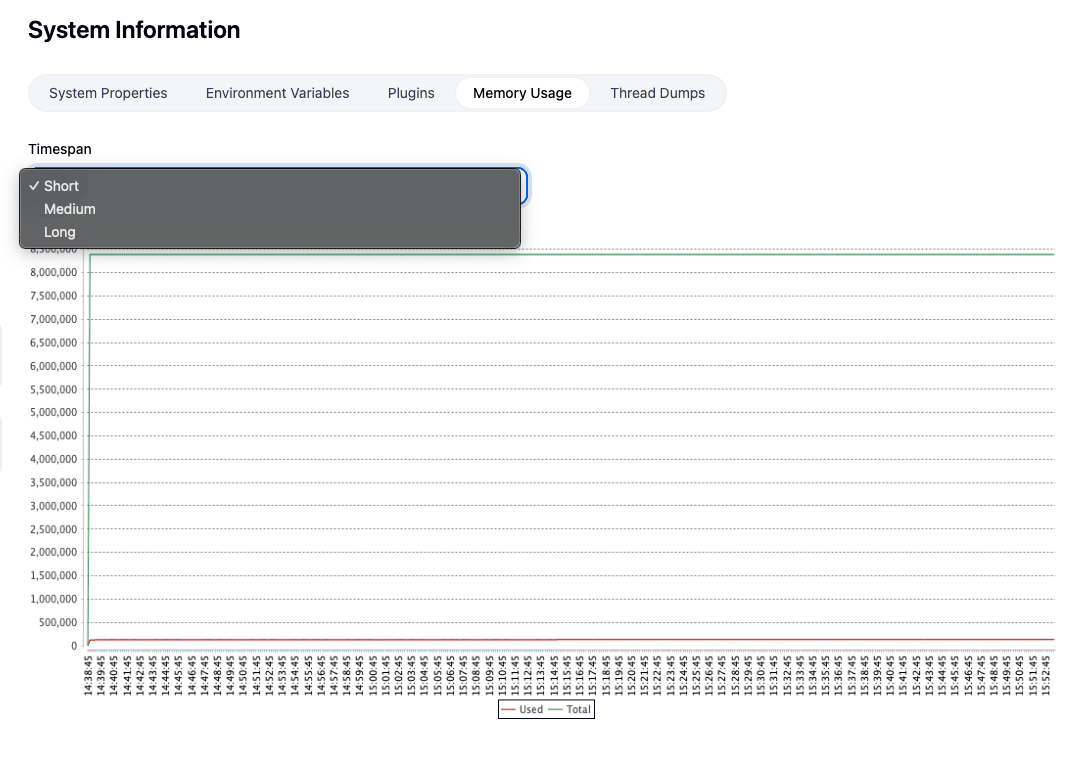 System Information
System Properties Environment Variables Plugins Memory Usage Thread Dumps
Timespan
✓ Short
Medium
Long
8,500,000
8,000,000
7,500,000
7,000,000
6,500,000
6,000,000
5,500,000
5,000,000
4,500,000
4,000,000
3,500,000
3,000,000
2,500,000
2,000,000
1,500,000
1,000,000
500,000
0
14:38:45 14:39:45 14:40:45 14:41:45 14:42:45 14:43:45 14:44:45 14:45:45 14:46:45 14:47:45 14:48:45 14:49:45 14:50:45 14:51:45 14:52:45 14:53:45 14:54:45 14:55:45 14:56:45 14:57:45 14:58:45 14:59:45 15:00:45 15:01:45 15:02:45 15:03:45 15:04:45 15:05:45 15:06:45 15:07:45 15:08:45 15:09:45 15:10:45 15:11:45 15:12:45 15:13:45 15:14:45 15:15:45 15:16:45 15:17:45 15:18:45 15:19:45 15:20:45 15:21:45 15:22:45 15:23:45 15:24:45 15:25:45 15:26:45 15:27:45 15:28:45 15:29:45 15:30:45 15:31:45 15:32:45 15:33:45 15:34:45 15:35:45 15:36:45 15:37:45 15:38:45 15:39:45 15:40:45 15:41:45 15:42:45 15:43:45 15:44:45 15:45:45 15:46:45 15:47:45 15:48:45 15:49:45 15:50:45 15:51:45 15:52:45
Used Total